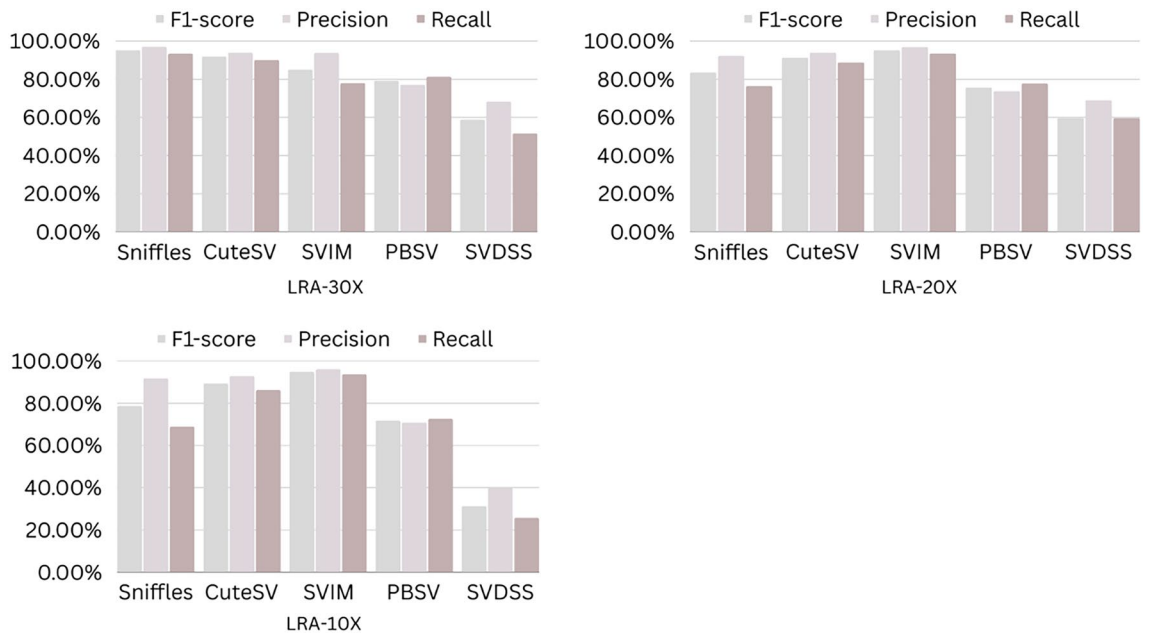 F1-score Precision Recall
100.00%
80.00%
60.00%
40.00%
20.00%
0.00%
Sniffles CuteSV SVIM PBSV SVDSS
LRA-30X
F1-score Precision Recall
100.00%
80.00%
60.00%
40.00%
20.00%
0.00%
Sniffles CuteSV SVIM PBSV SVDSS
LRA-20X
F1-score Precision Recall
100.00%
80.00%
60.00%
40.00%
20.00%
0.00%
Sniffles CuteSV SVIM PBSV SVDSS
LRA-10X